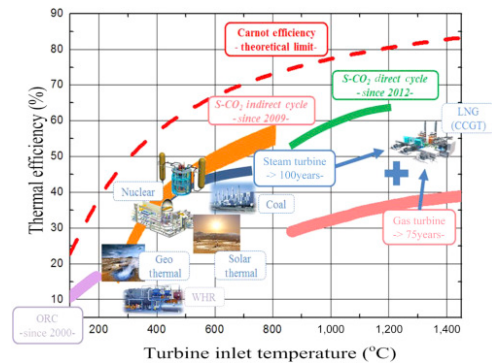 90
80
70
60
50
40
30
20
10
Thermal efficiency (%)
Carnot efficiency
- theoretical limit-
S-CO2 direct cycle
-since 2012-
S-CO2 indirect cycle
-since 2009-
LNG
(CCGT)
Steam turbine
-> 100years-
Nuclear
Coal
Gas turbine
-> 75years-
Geo
thermal
Solar
thermal
WHR
ORC
-since 2000-
200
400
600
800
1,000
1,200
1,400
Turbine inlet temperature (°C)